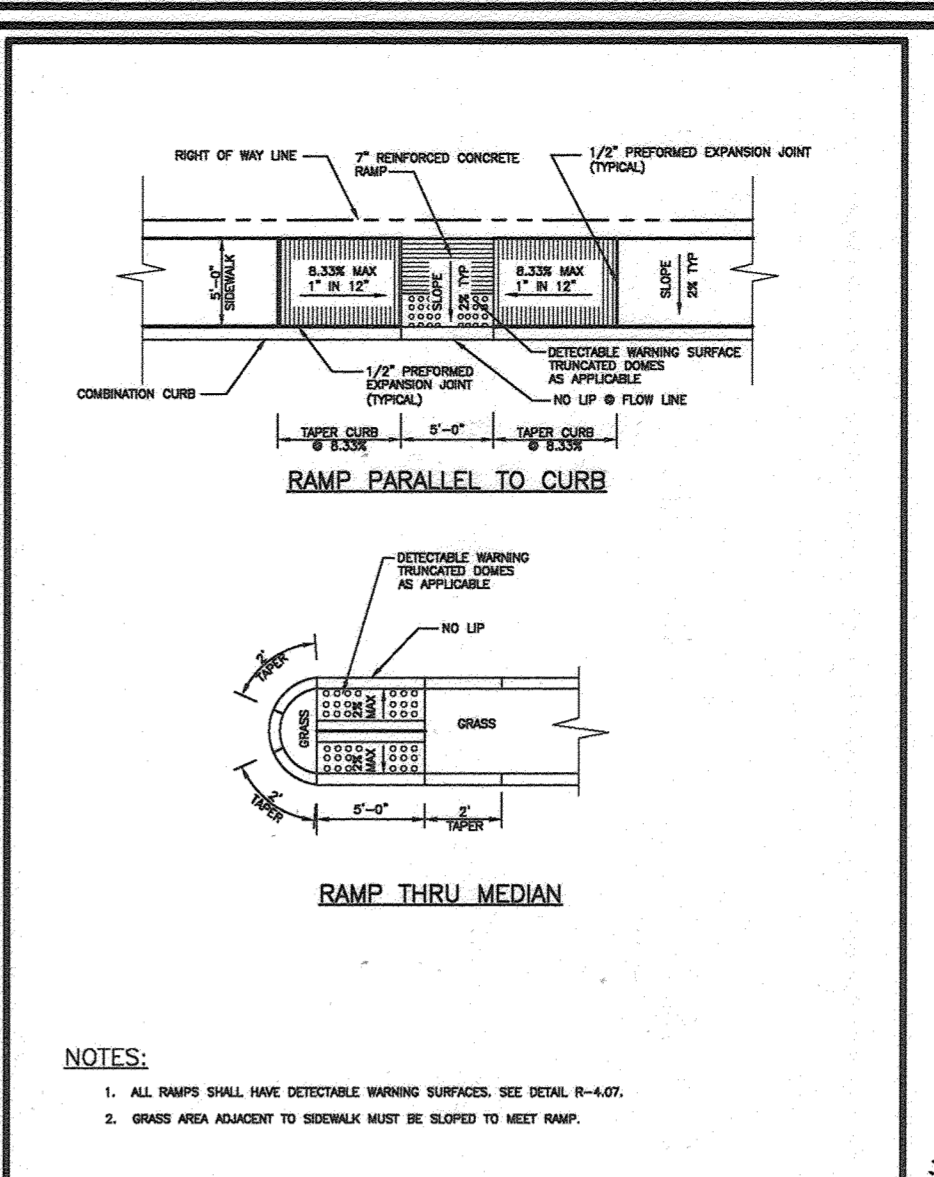 RIGHT OF WAY LINE
7" REINFORCED CONCRETE
RAMP
1/2" PREFORMED EXPANSION JOINT
(TYPICAL)
5'-0"
SIDEWALK
8.33% MAX
1" IN 12"
SLOPE
2% TYP
8.33% MAX
1" IN 12"
SLOPE
2% TYP
DETECTABLE WARNING SURFACE
TRUNCATED DOMES
AS APPLICABLE
1/2" PREFORMED
EXPANSION JOINT
(TYPICAL)
COMBINATION CURB
NO LIP @ FLOW LINE
TAPER CURB
@ 8.33%
5'-0"
TAPER CURB
@ 8.33%
RAMP PARALLEL TO CURB
DETECTABLE WARNING
TRUNCATED DOMES
AS APPLICABLE
NO LIP
2'
TAPER
GRASS
2%
MAX
GRASS
2%
MAX
2'
TAPER
5'-0"
2'
TAPER
RAMP THRU MEDIAN
NOTES:
1. ALL RAMPS SHALL HAVE DETECTABLE WARNING SURFACES. SEE DETAIL R-4.07.
2. GRASS AREA ADJACENT TO SIDEWALK MUST BE SLOPED TO MEET RAMP.